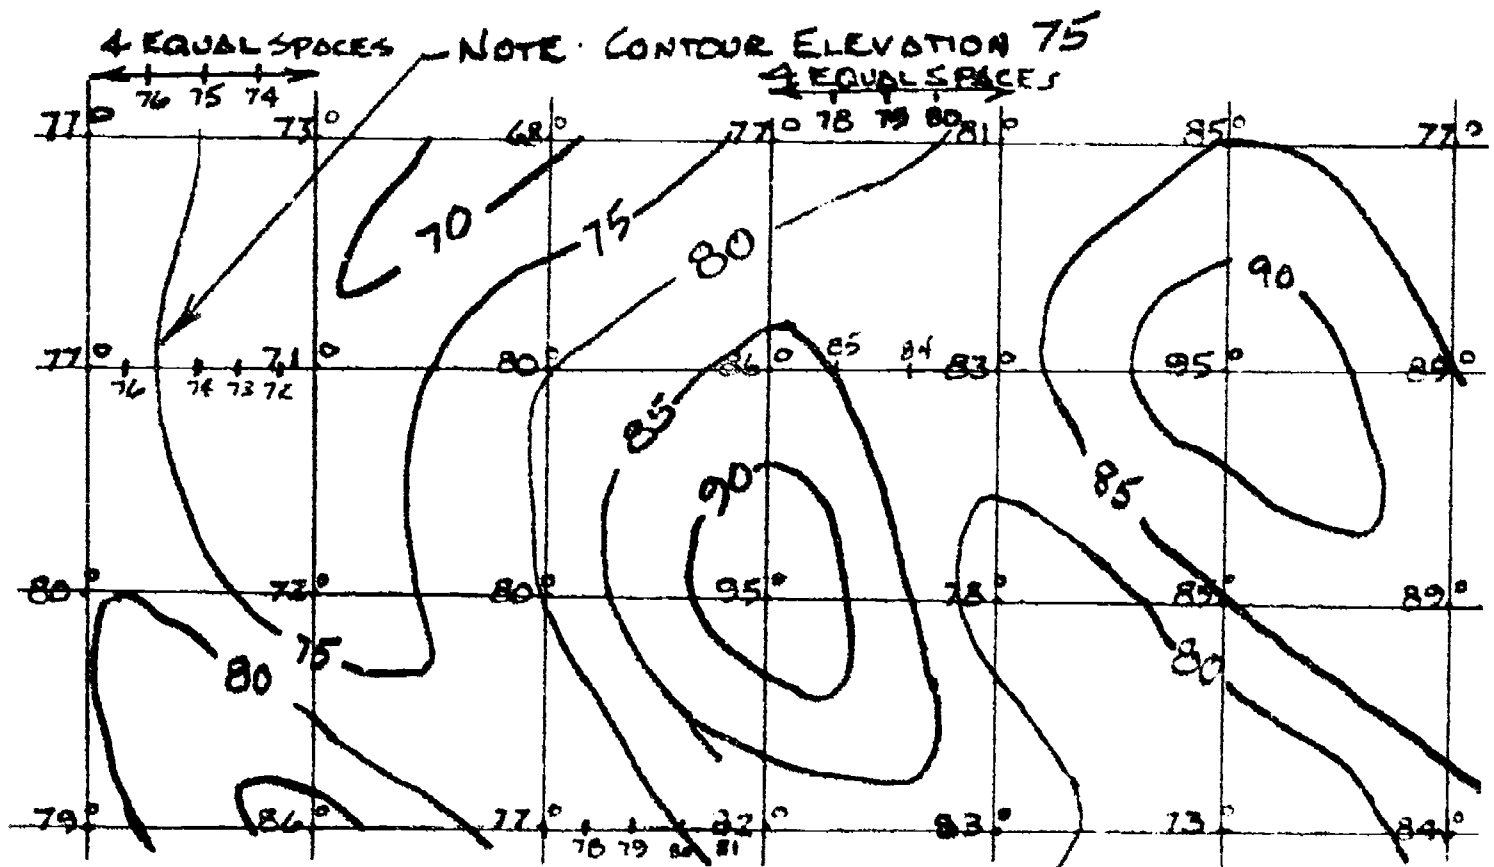 4 EQUAL SPACES NOTE: CONTOUR ELEVATION 75
4 EQUAL SPACES
76 75 74
78 79 80
77° 73° 68° 77° 81° 85° 77°
70 75 80 90
77° 71° 80° 86° 85 84 83° 95° 85°
76 74 73 72
85 90 85
80° 72° 80° 95° 78° 85° 89°
75 80 80
79° 86° 77° 82° 83° 73° 84°
78 79 80 81